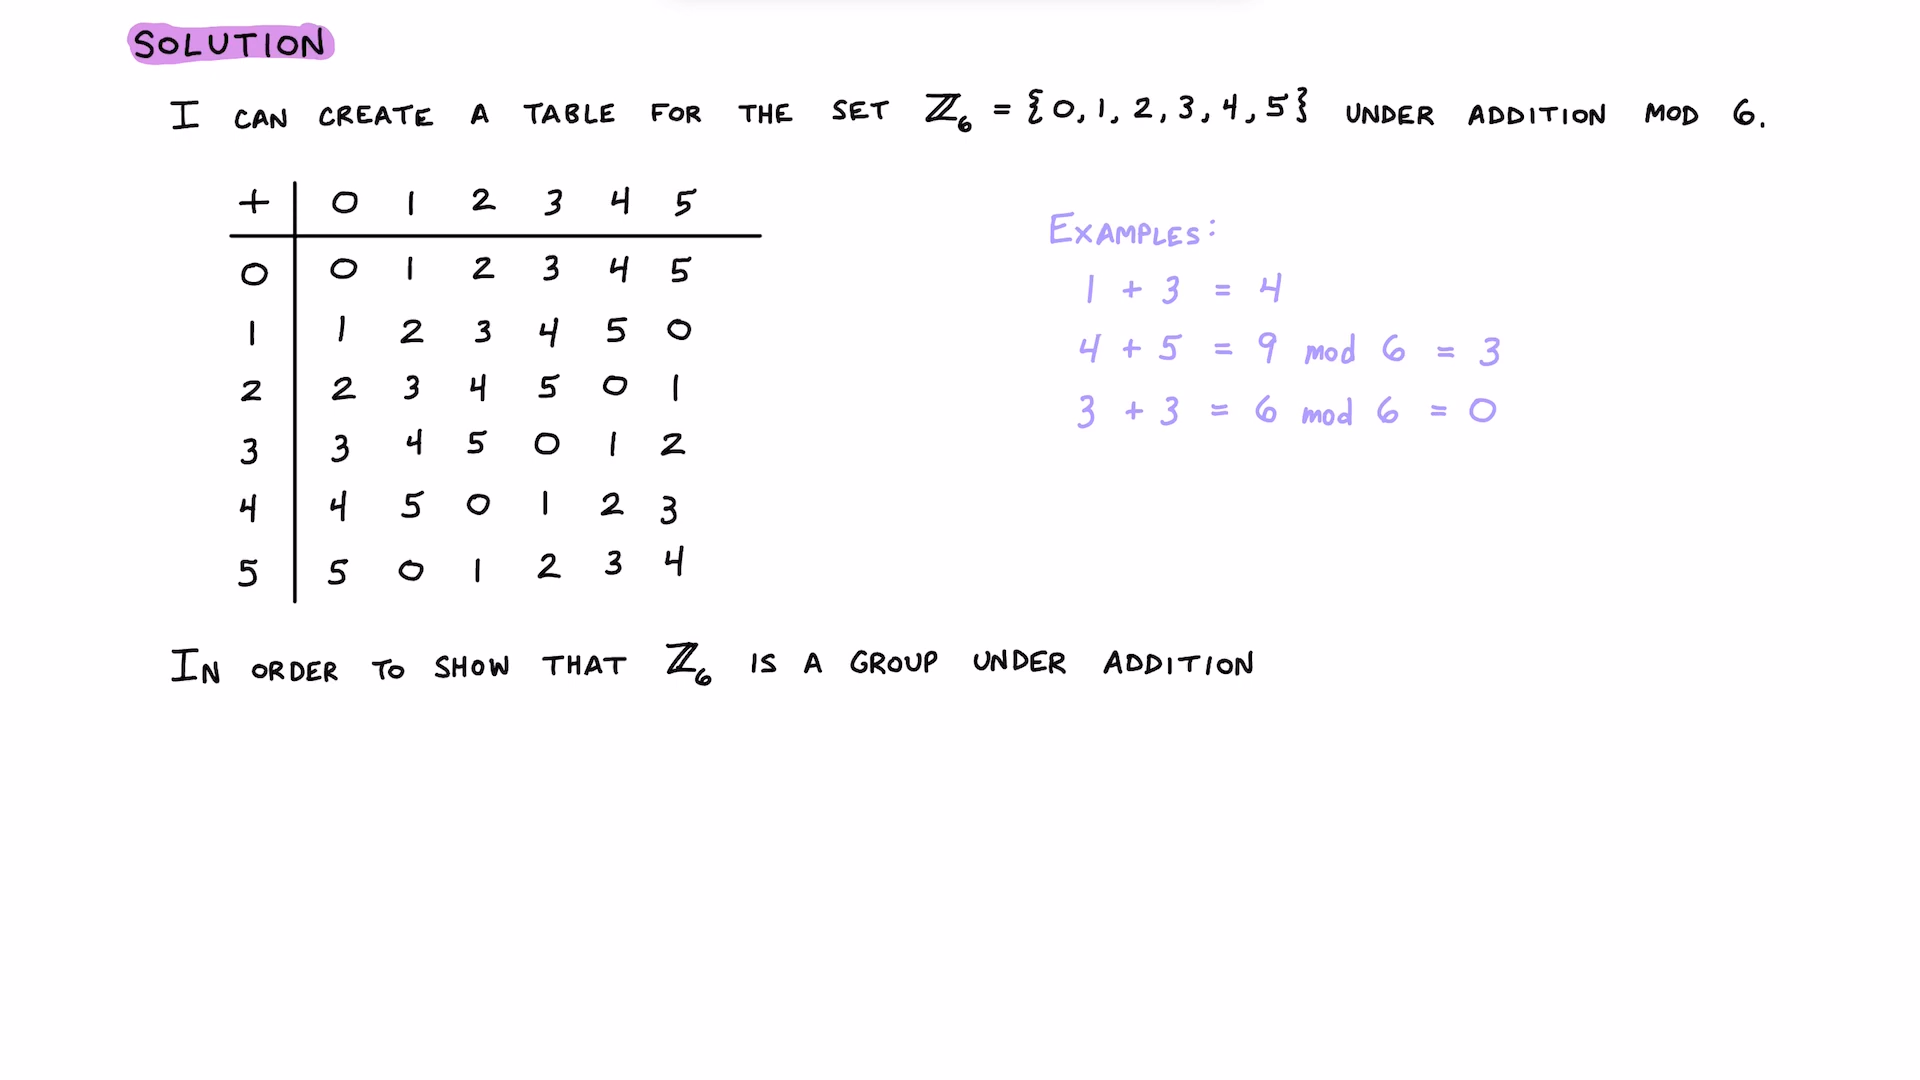 SOLUTION
I CAN CREATE A TABLE FOR THE SET ℤ₆ = {0, 1, 2, 3, 4, 5} UNDER ADDITION MOD 6.
+ | 0 1 2 3 4 5
0 | 0 1 2 3 4 5
1 | 1 2 3 4 5 0
2 | 2 3 4 5 0 1
3 | 3 4 5 0 1 2
4 | 4 5 0 1 2 3
5 | 5 0 1 2 3 4
EXAMPLES:
1 + 3 = 4
4 + 5 = 9 mod 6 = 3
3 + 3 = 6 mod 6 = 0
IN ORDER TO SHOW THAT ℤ₆ IS A GROUP UNDER ADDITION